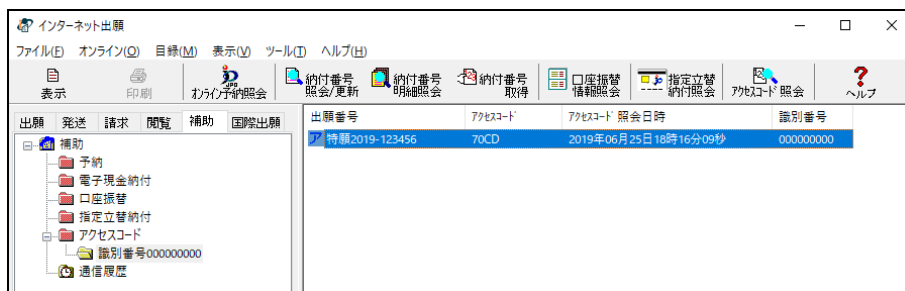 インターネット出願
ファイル(F) オンライン(O) 目録(M) 表示(V) ツール(T) ヘルプ(H)
表示 印刷 オンライン予納照会 納付番号照会/更新 納付番号明細照会 納付番号取得 口座振替情報照会 指定立替納付照会 アクセスコード照会 ヘルプ
出願 発送 請求 閲覧 補助 国際出願
出願番号 アクセスコード アクセスコード照会日時 識別番号
特願2019-123456 70CD 2019年06月25日18時16分09秒 000000000
補助
予納
電子現金納付
口座振替
指定立替納付
アクセスコード
識別番号000000000
通信履歴